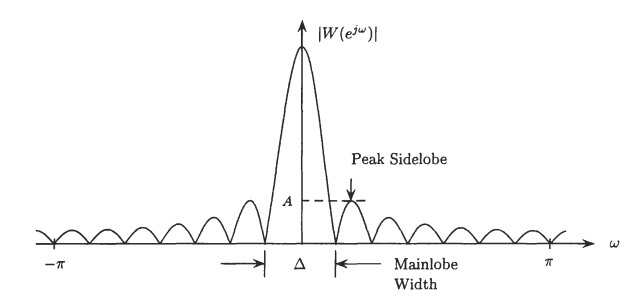 |W(e^{jω})|
Peak Sidelobe
A
ω
−π
Δ
Mainlobe
Width
π